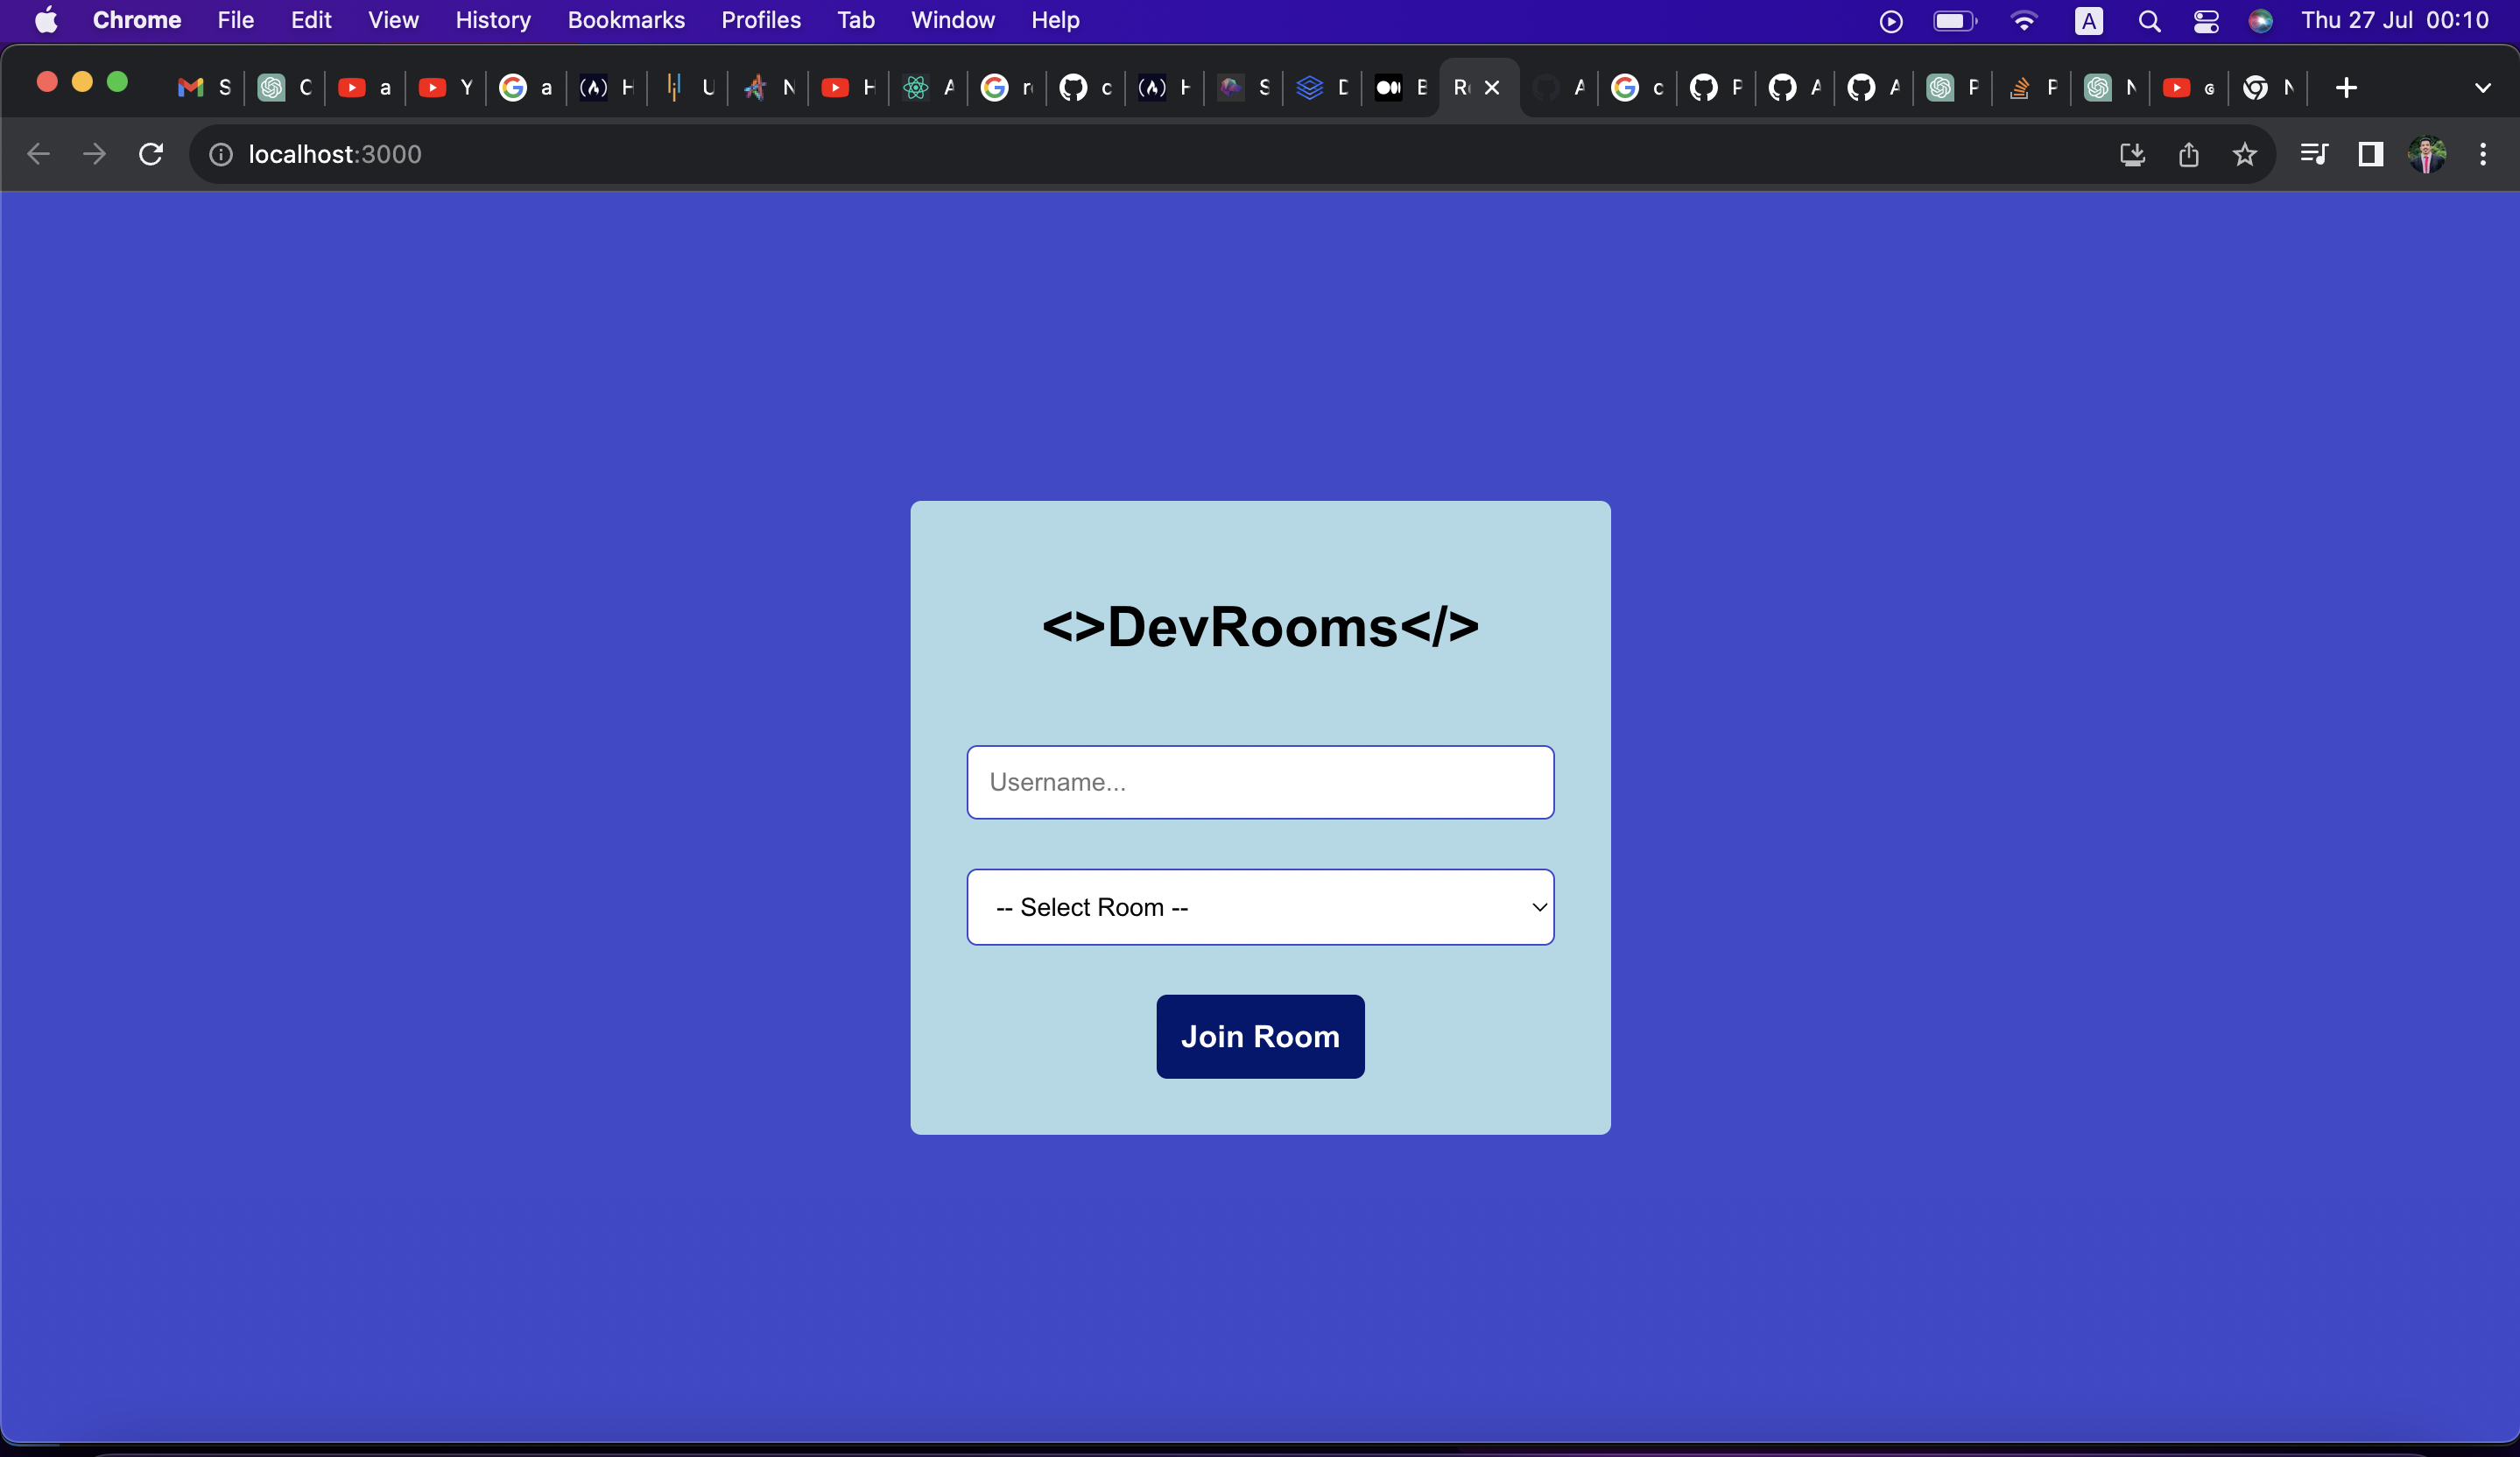 Chrome File Edit View History Bookmarks Profiles Tab Window Help A Thu 27 Jul 00:10
S C a Y a H U N H A r c H S D B R A c P A A P P N G N
localhost:3000
<>DevRooms</>
Username...
-- Select Room --
Join Room